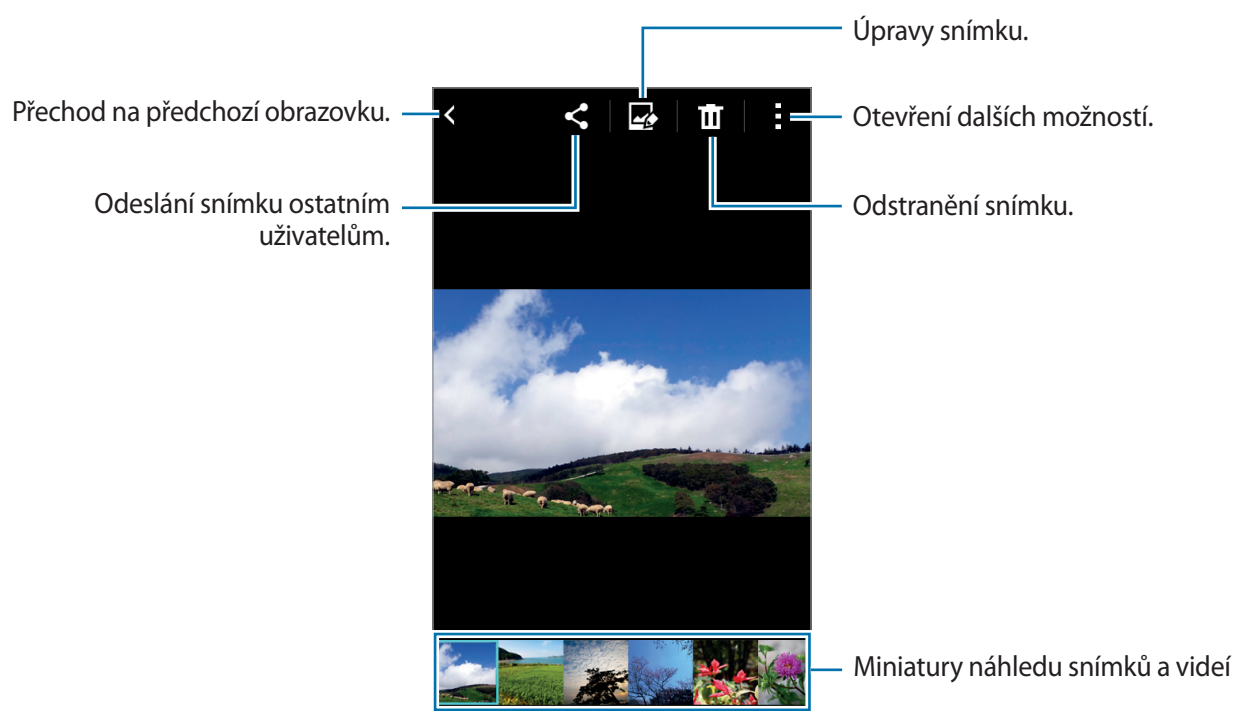 Úpravy snímku.
Přechod na předchozí obrazovku.
Otevření dalších možností.
Odeslání snímku ostatním
uživatelům.
Odstranění snímku.
Miniatury náhledu snímků a videí